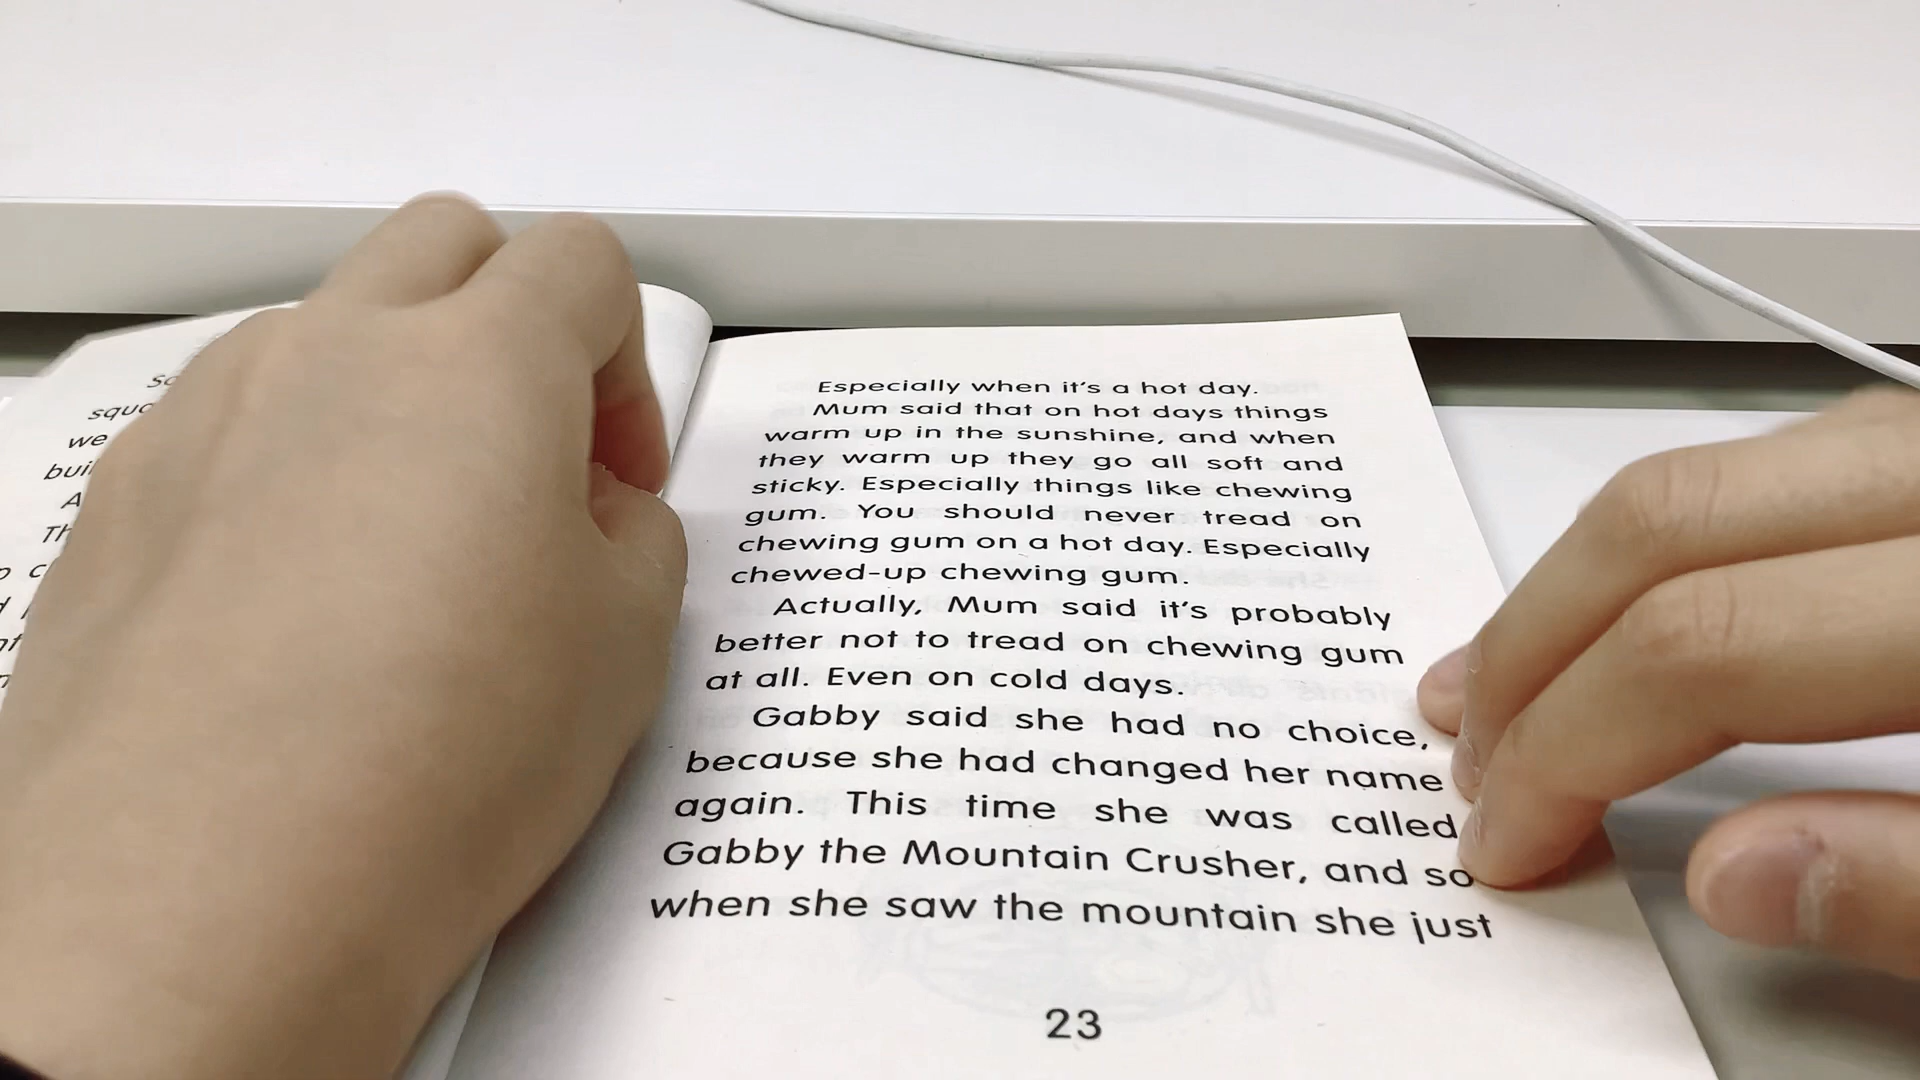 we
Especially when it's a hot day.
Mum said that on hot days things
warm up in the sunshine, and when
they warm up they go all soft and
sticky. Especially things like chewing
gum. You should never tread on
chewing gum on a hot day. Especially
chewed-up chewing gum.
Actually, Mum said it's probably
better not to tread on chewing gum
at all. Even on cold days.
Gabby said she had no choice,
because she had changed her name
again. This time she was called
Gabby the Mountain Crusher, and so
when she saw the mountain she just
23